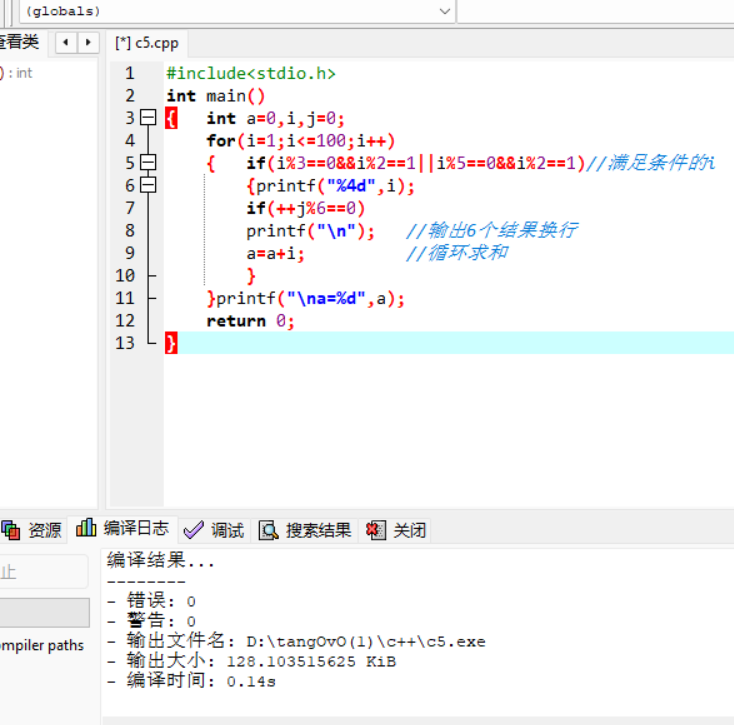 (globals)
查看类
[*] c5.cpp
) : int
1 #include<stdio.h>
2 int main()
3 { int a=0,i,j=0;
4 for(i=1;i<=100;i++)
5 { if(i%3==0&&i%2==1||i%5==0&&i%2==1)//满足条件的i
6 {printf("%4d",i);
7 if(++j%6==0)
8 printf("\n"); //输出6个结果换行
9 a=a+i; //循环求和
10 }
11 }printf("\na=%d",a);
12 return 0;
13 }
资源 编译日志 调试 搜索结果 关闭
止
mpiler paths
编译结果...
--------
- 错误: 0
- 警告: 0
- 输出文件名: D:\tangOvO(1)\c++\c5.exe
- 输出大小: 128.103515625 KiB
- 编译时间: 0.14s